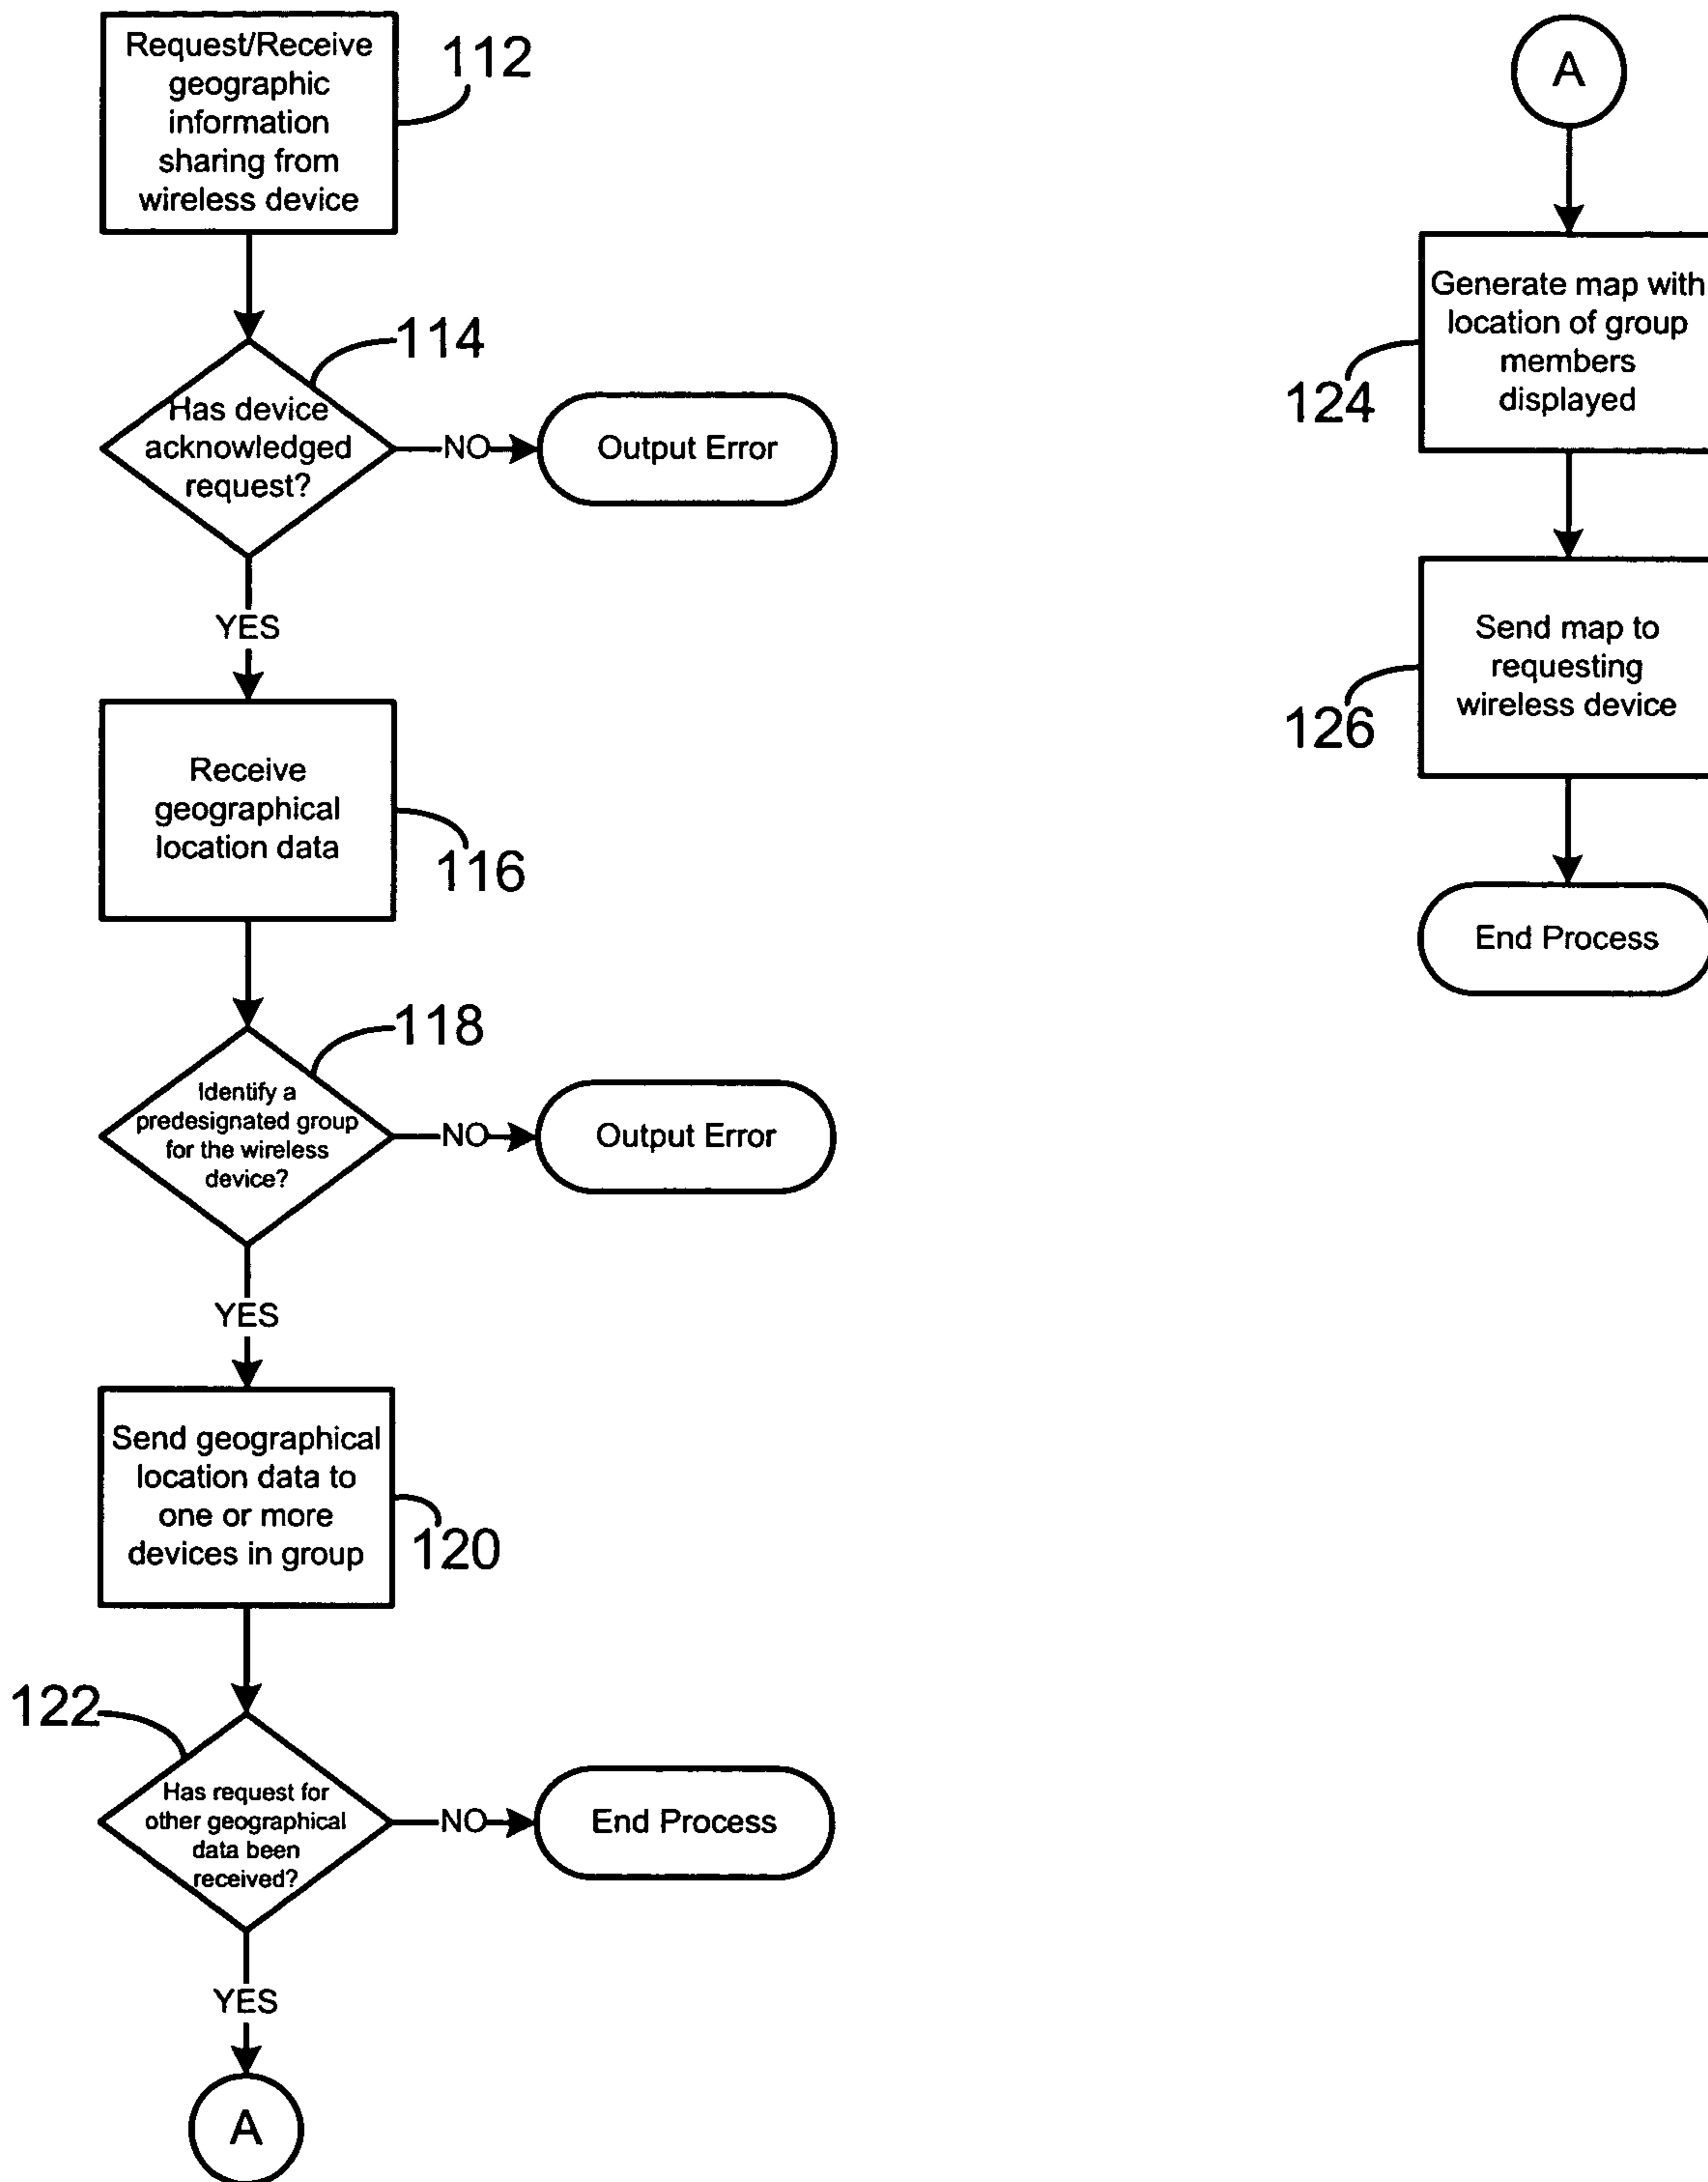 Request/Receive
geographic
information
sharing from
wireless device
112
114
Has device
acknowledged
request?
NO
Output Error
YES
Receive
geographical
location data
116
118
Identify a
predesignated group
for the wireless
device?
NO
Output Error
YES
Send geographical
location data to
one or more
devices in group
120
122
Has request for
other geographical
data been
received?
NO
End Process
YES
A
A
Generate map with
location of group
members
displayed
124
Send map to
requesting
wireless device
126
End Process